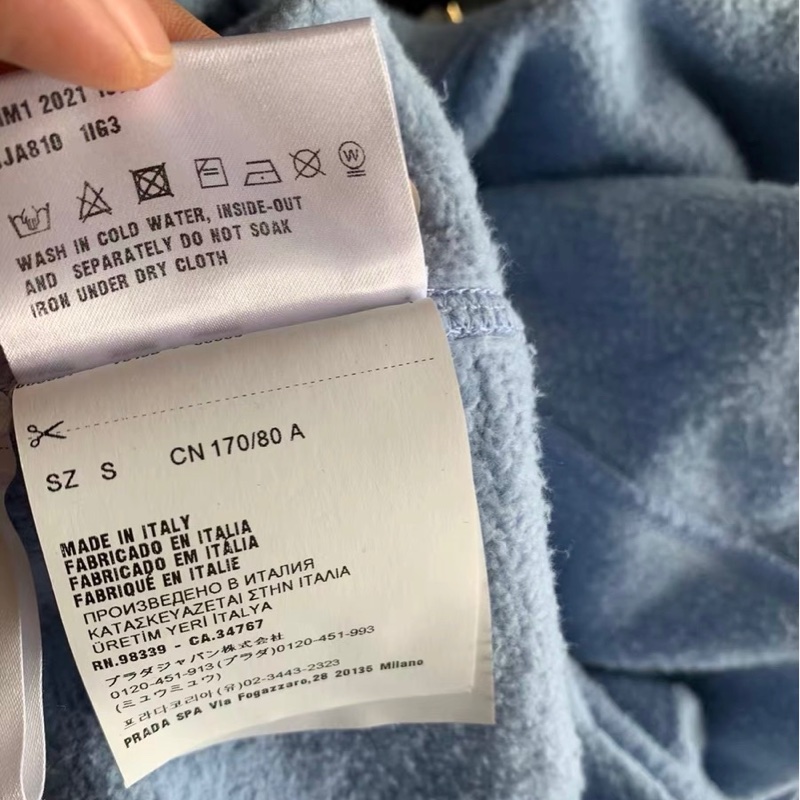 2021
JA810 1IG3
W
WASH IN COLD WATER, INSIDE-OUT
AND SEPARATELY DO NOT SOAK
IRON UNDER DRY CLOTH
SZ S CN 170/80 A
MADE IN ITALY
FABRICADO EN ITALIA
FABRICADO EM ITÁLIA
FABRIQUÉ EN ITALIE
ПРОИЗВЕДЕНО В ИТАЛИЯ
ΚΑΤΑΣΚΕΥΑΖΕΤΑΙ ΣΤΗΝ ΙΤΑΛΙΑ
ÜRETİM YERİ İTALYA
RN.98339 - CA.34767
プラダジャパン株式会社
0120-451-913(プラダ)0120-451-993
(ミュウミュウ)
프라다코리아(유)02-3443-2323
PRADA SPA Via Fogazzaro,28 20135 Milano